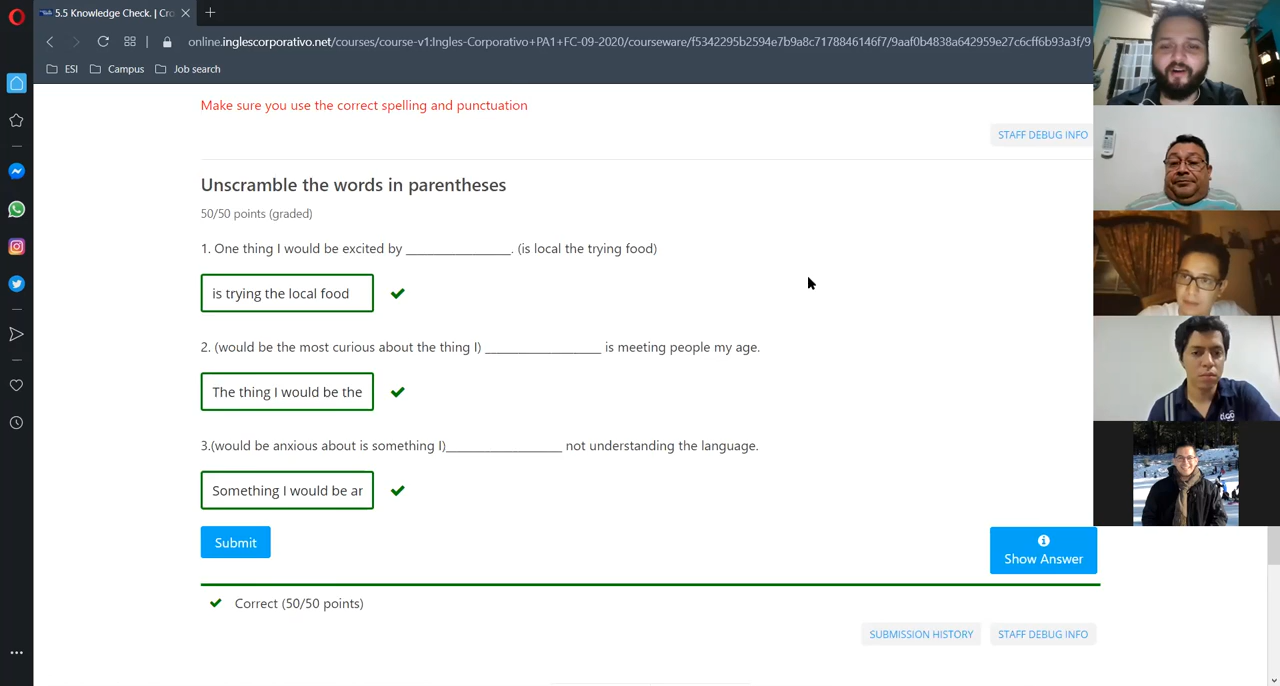 5.5 Knowledge Check. | Cro
online.inglescorporativo.net/courses/course-v1:Ingles-Corporativo+PA1+FC-09-2020/courseware/f5342295b2594e7b9a8c7178846146f7/9aaf0b4838a642959e27c6cff6b93a3f/9
ESI Campus Job search
Make sure you use the correct spelling and punctuation
STAFF DEBUG INFO
Unscramble the words in parentheses
50/50 points (graded)
1. One thing I would be excited by _______________. (is local the trying food)
is trying the local food
2. (would be the most curious about the thing I) _________________ is meeting people my age.
The thing I would be the
3.(would be anxious about is something I)_________________ not understanding the language.
Something I would be ar
Submit
Show Answer
Correct (50/50 points)
SUBMISSION HISTORY STAFF DEBUG INFO